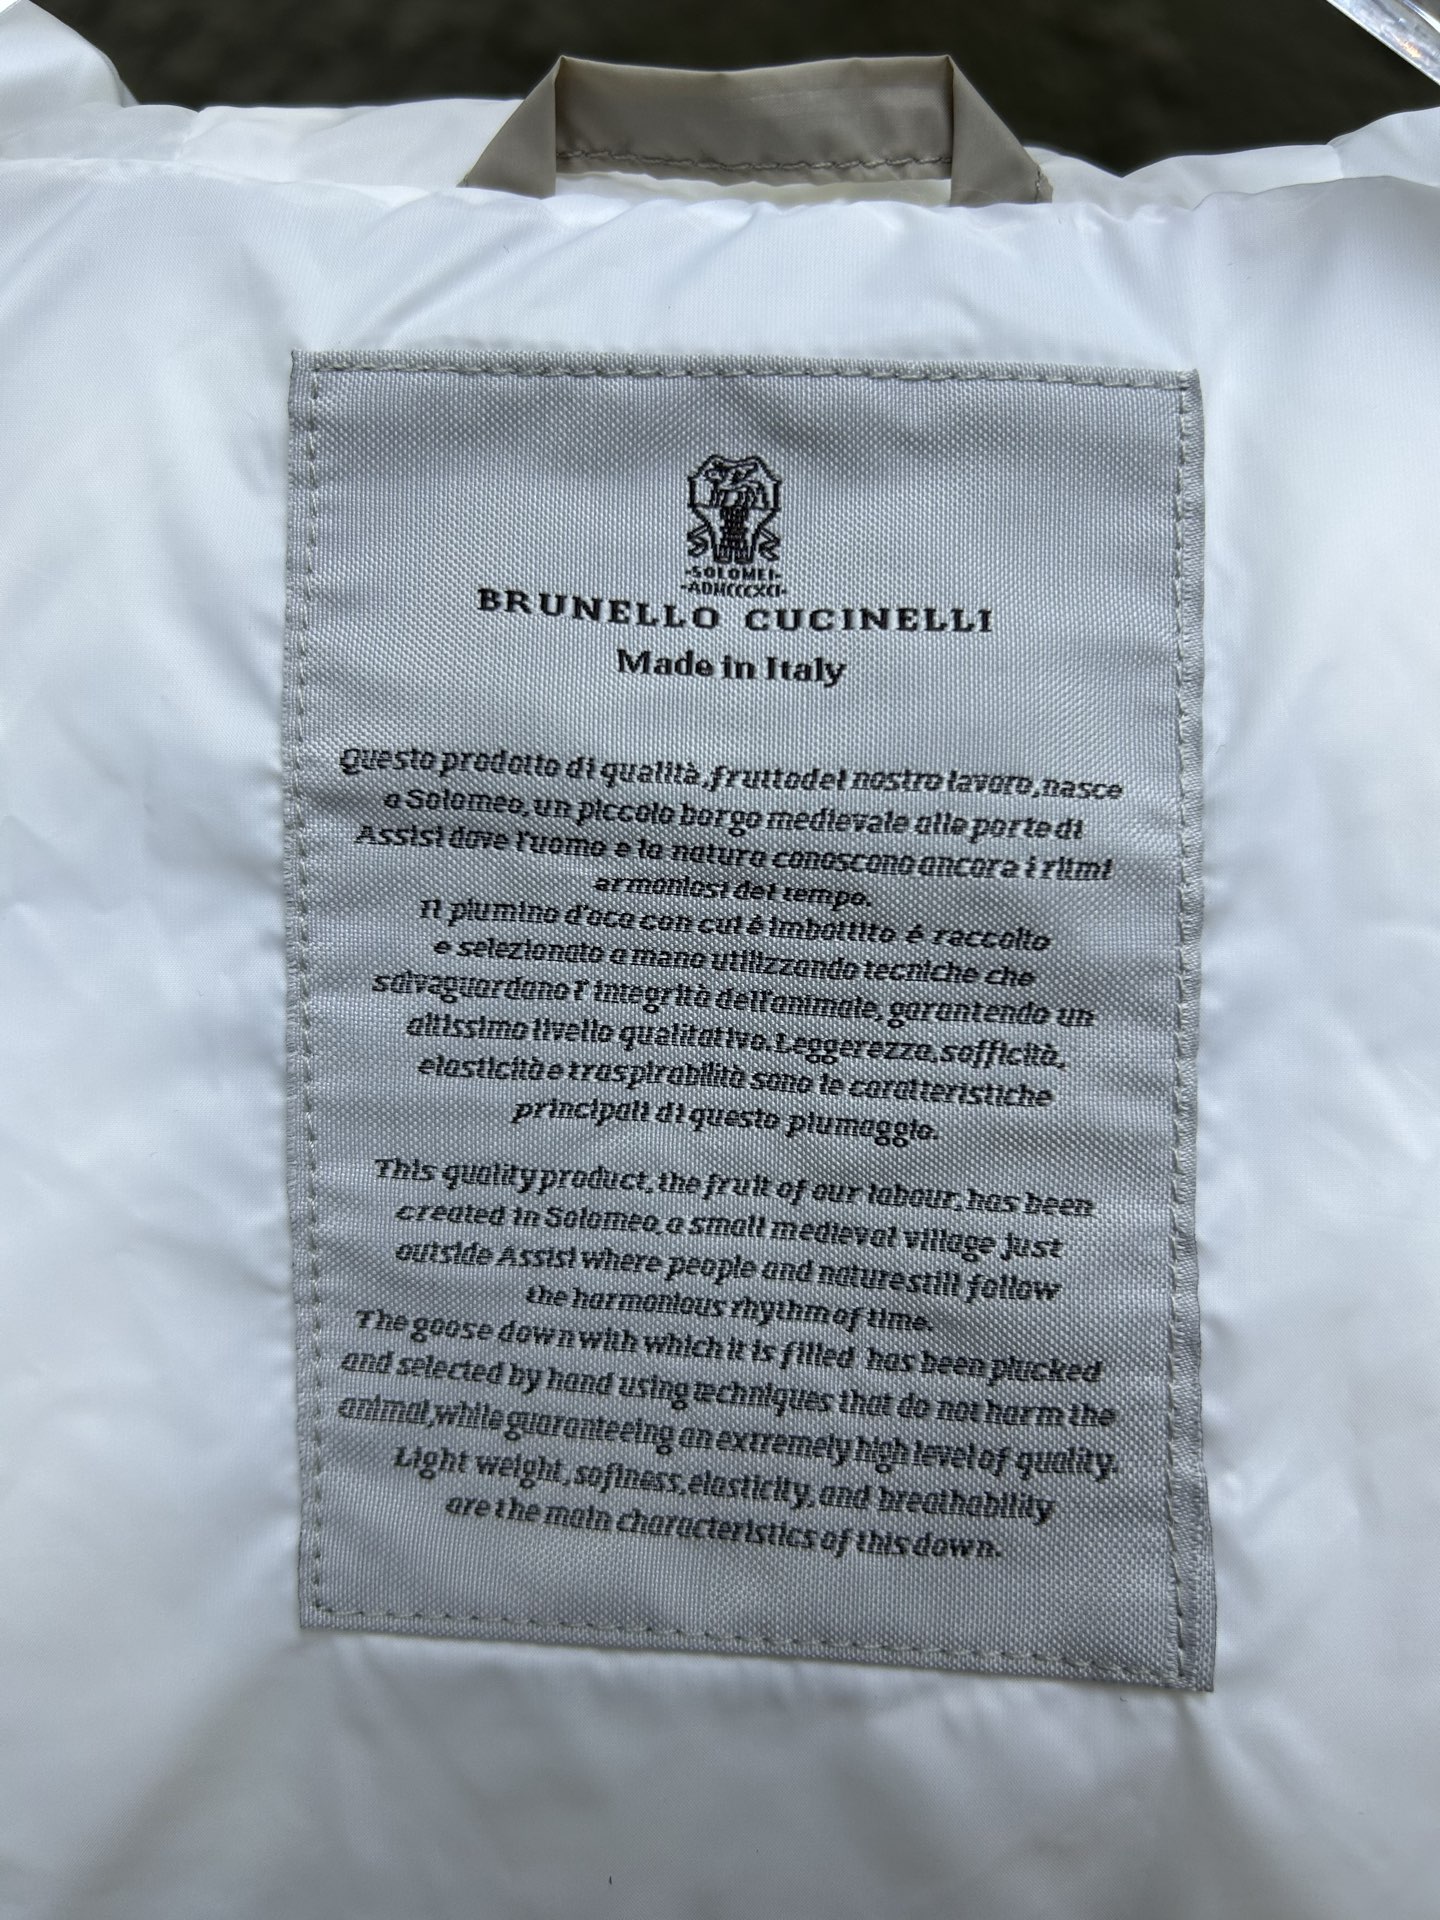 -SOLOMEI-
-ADMCCCXCI-
BRUNELLO CUCINELLI
Made in Italy
Questo prodotto di qualità, frutto del nostro lavoro, nasce
a Solomeo, un piccolo borgo medievale alle porte di
Assisi dove l'uomo e la natura conoscono ancora i ritmi
armoniosi del tempo.
Il piumino d'oca con cui è imbottito è raccolto
e selezionato a mano utilizzando tecniche che
salvaguardano l' integrità dell'animale, garantendo un
altissimo livello qualitativo. Leggerezza, sofficità,
elasticità e traspirabilità sono le caratteristiche
principali di questo piumaggio.
This quality product, the fruit of our labour, has been
created in Solomeo, a small medieval village just
outside Assisi where people and nature still follow
the harmonious rhythm of time.
The goose down with which it is filled has been plucked
and selected by hand using techniques that do not harm the
animal, while guaranteeing an extremely high level of quality.
Light weight, softness, elasticity, and breathability
are the main characteristics of this down.